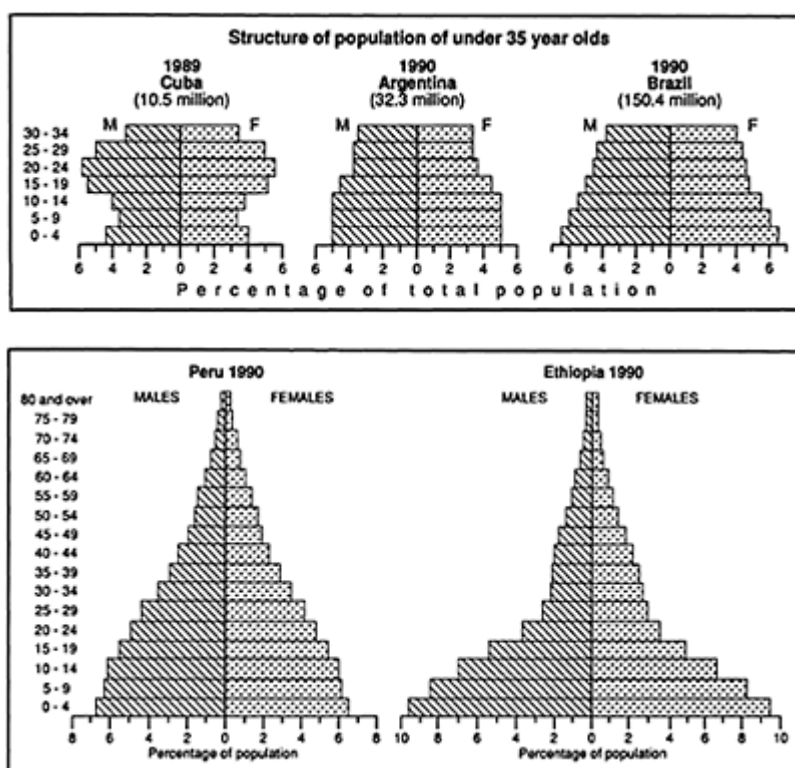 Structure of population of under 35 year olds
1989 1990 1990
Cuba Argentina Brazil
(10.5 million) (32.3 million) (150.4 million)
M F M F M F
30 - 34
25 - 29
20 - 24
15 - 19
10 - 14
5 - 9
0 - 4
6 4 2 0 2 4 6 6 4 2 0 2 4 6 6 4 2 0 2 4 6
Percentage of total population
Peru 1990 Ethiopia 1990
80 and over MALES FEMALES MALES FEMALES
75 - 79
70 - 74
65 - 69
60 - 64
55 - 59
50 - 54
45 - 49
40 - 44
35 - 39
30 - 34
25 - 29
20 - 24
15 - 19
10 - 14
5 - 9
0 - 4
8 6 4 2 0 2 4 6 8 10 8 6 4 2 0 2 4 6 8 10
Percentage of population Percentage of population